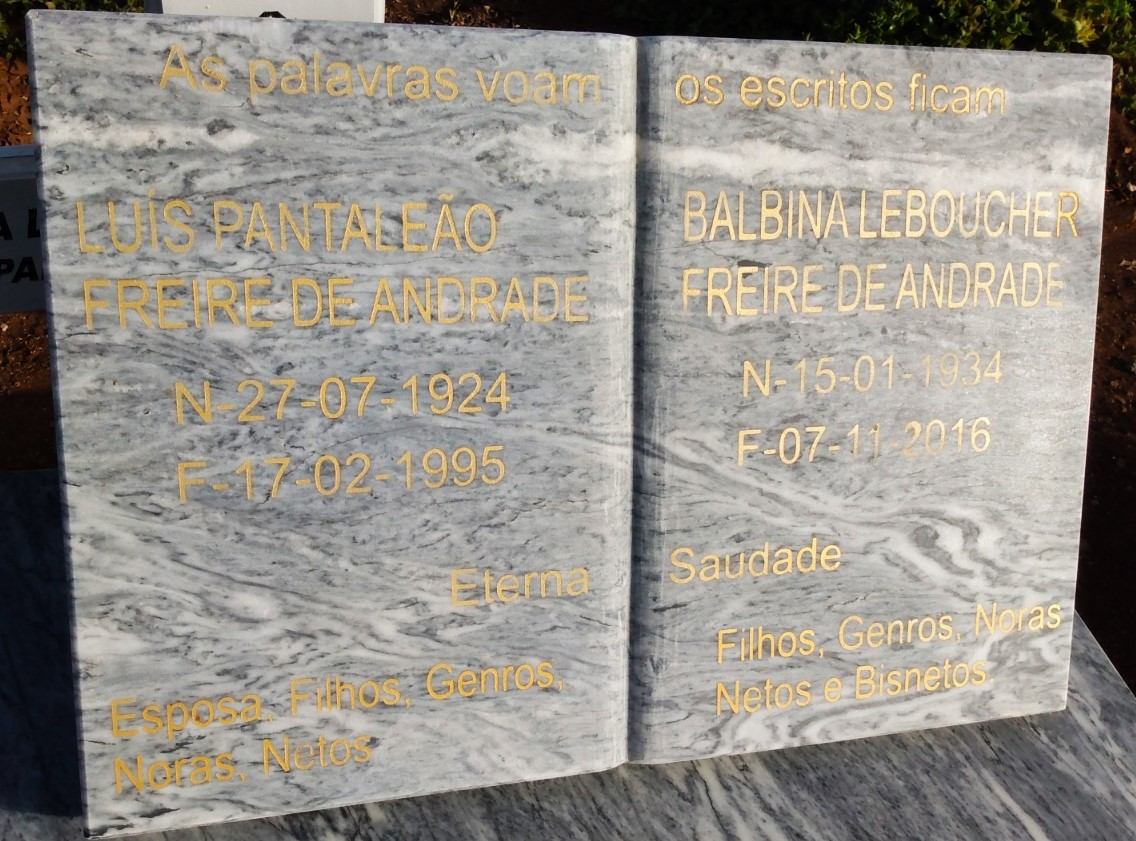 As palavras voam
LUÍS PANTALEÃO
FREIRE DE ANDRADE
N-27-07-1924
F-17-02-1995
Eterna
Esposa, Filhos, Genros,
Noras, Netos
os escritos ficam
BALBINA LEBOUCHER
FREIRE DE ANDRADE
N-15-01-1934
F-07-11-2016
Saudade
Filhos, Genros, Noras
Netos e Bisnetos.